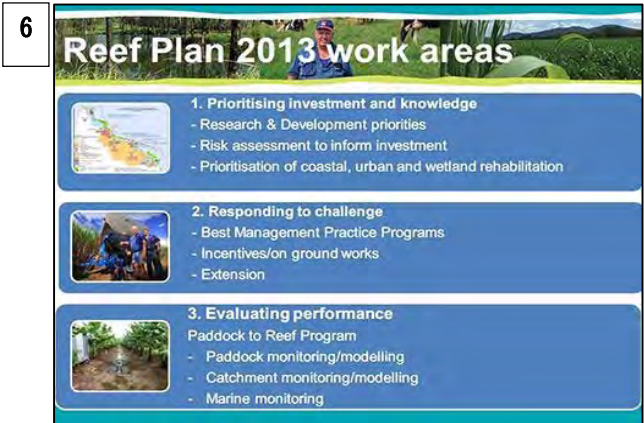 6
Reef Plan 2013 work areas
1. Prioritising investment and knowledge
- Research & Development priorities
- Risk assessment to inform investment
- Prioritisation of coastal, urban and wetland rehabilitation
2. Responding to challenge
- Best Management Practice Programs
- Incentives/on ground works
- Extension
3. Evaluating performance
Paddock to Reef Program
- Paddock monitoring/modelling
- Catchment monitoring/modelling
- Marine monitoring